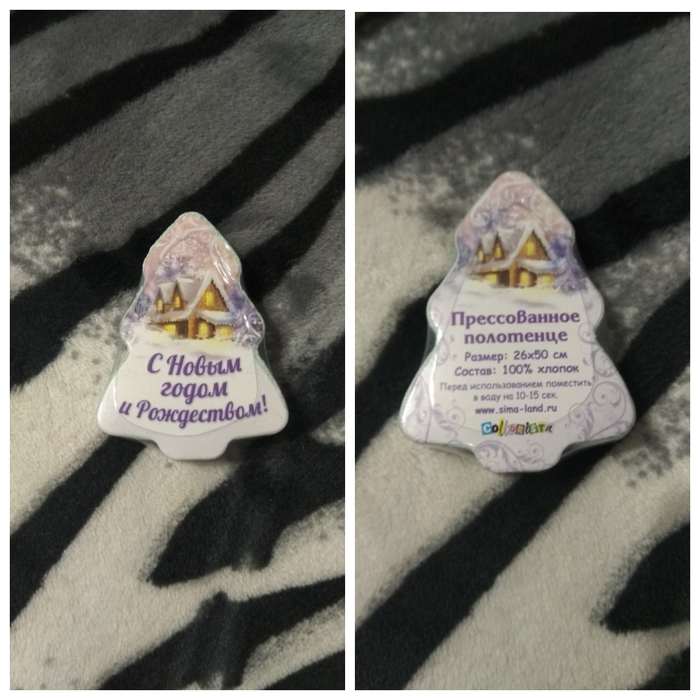 С Новым
годом
и Рождеством!
Прессованное
полотенце
Размер: 26х50 см
Состав: 100% хлопок
Перед использованием поместить
в воду на 10-15 сек.
www.sima-land.ru
Collorista